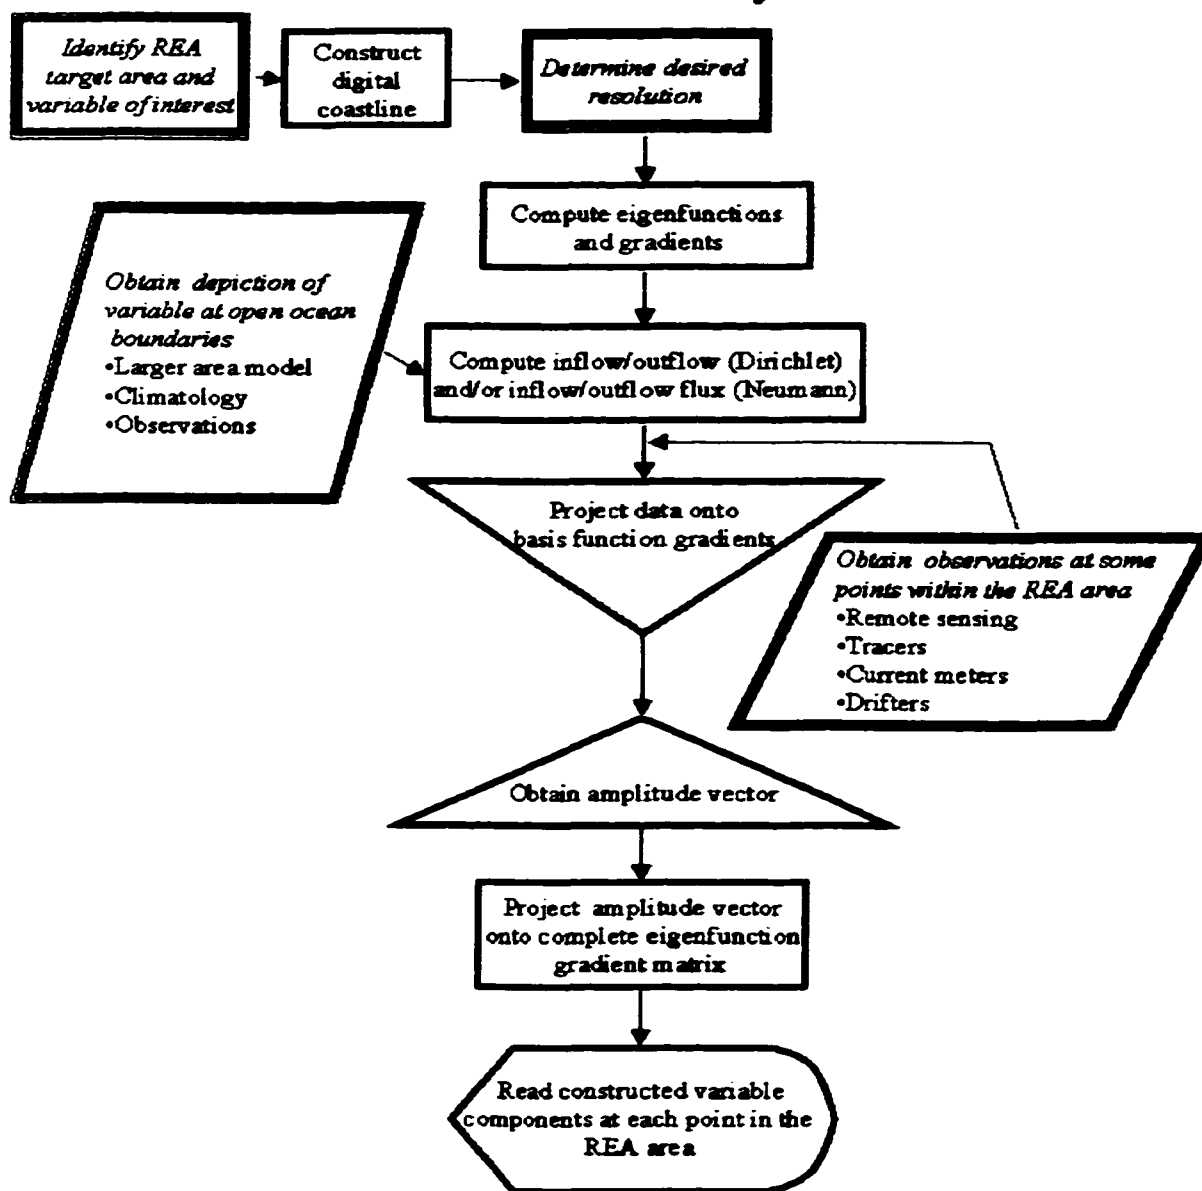 Identify REA
target area and
variable of interest
Construct
digital
coastline
Determine desired
resolution
Compute eigenfunctions
and gradients
Obtain depiction of
variable at open ocean
boundaries
•Larger area model
•Climatology
•Observations
Compute inflow/outflow (Dirichlet)
and/or inflow/outflow flux (Neumann)
Project data onto
basis function gradients
Obtain observations at some
points within the REA area
•Remote sensing
•Tracers
•Current meters
•Drifters
Obtain amplitude vector
Project amplitude vector
onto complete eigenfunction
gradient matrix
Read constructed variable
components at each point in the
REA area